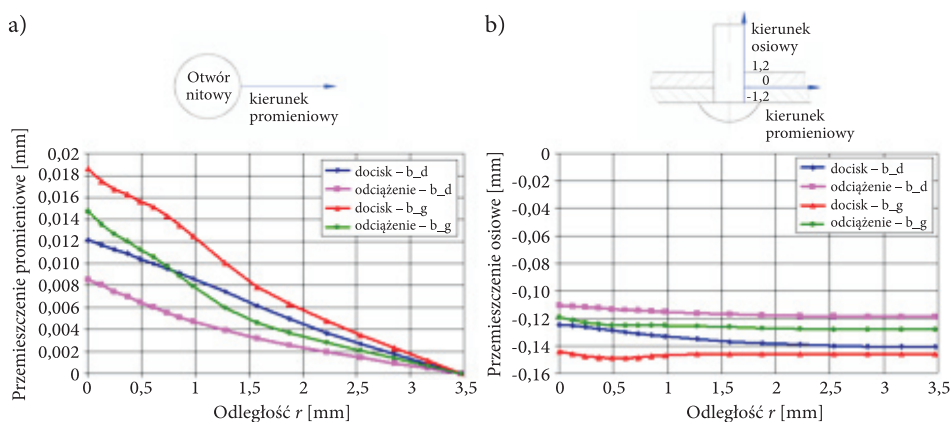 a)
Otwór
nitowy
kierunek
promieniowy
Przemieszczenie promieniowe [mm]
0,02
0,018
0,016
0,014
0,012
0,010
0,008
0,006
0,004
0,002
0
docisk – b_d
odciążenie – b_d
docisk – b_g
odciążenie – b_g
0 0,5 1 1,5 2 2,5 3 3,5
Odległość r [mm]
b)
kierunek
osiowy
1,2
0
-1,2
kierunek
promieniowy
Przemieszczenie osiowe [mm]
0
-0,02
-0,04
-0,06
-0,08
-0,10
-0,12
-0,14
-0,16
docisk – b_d
odciążenie – b_d
docisk – b_g
odciążenie – b_g
0 0,5 1 1,5 2 2,5 3 3,5
Odległość r [mm]